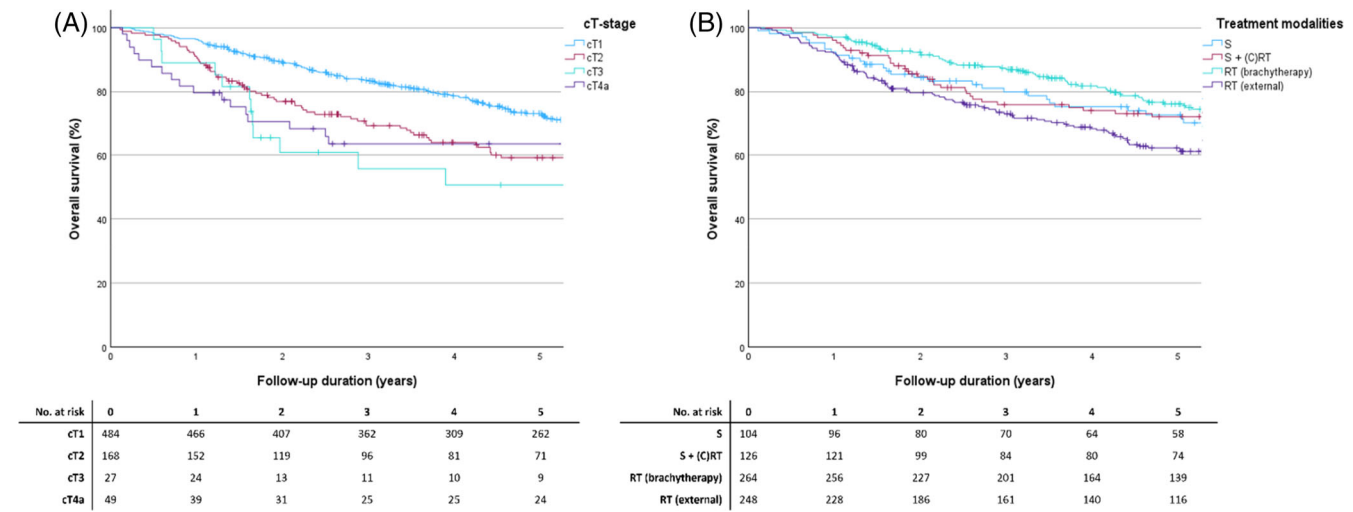 (A)
cT-stage
cT1
cT2
cT3
cT4a
Overall survival (%)
100
80
60
40
20
0
0 1 2 3 4 5
Follow-up duration (years)
No. at risk 0 1 2 3 4 5
cT1 484 466 407 362 309 262
cT2 168 152 119 96 81 71
cT3 27 24 13 11 10 9
cT4a 49 39 31 25 25 24
(B)
Treatment modalities
S
S + (C)RT
RT (brachytherapy)
RT (external)
Overall survival (%)
100
80
60
40
20
0
0 1 2 3 4 5
Follow-up duration (years)
No. at risk 0 1 2 3 4 5
S 104 96 80 70 64 58
S + (C)RT 126 121 99 84 80 74
RT (brachytherapy) 264 256 227 201 164 139
RT (external) 248 228 186 161 140 116